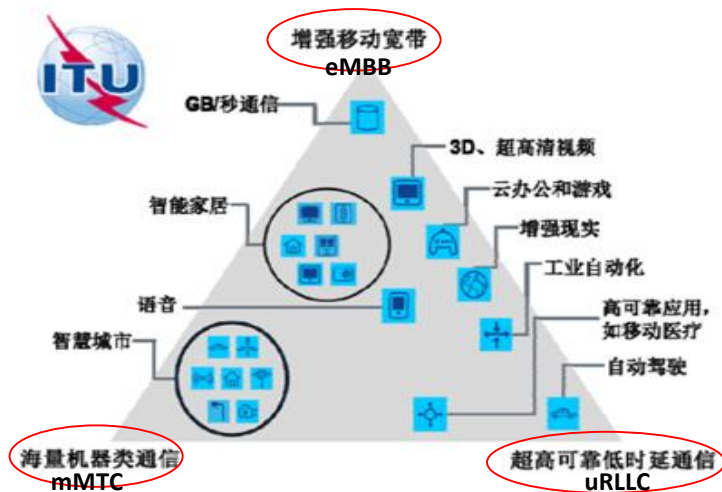 增强移动宽带
eMBB
ITU
GB/秒通信
3D、超高清视频
云办公和游戏
智能家居
增强现实
工业自动化
语音
高可靠应用，
如移动医疗
智慧城市
自动驾驶
海量机器类通信
mMTC
超高可靠低时延通信
uRLLC